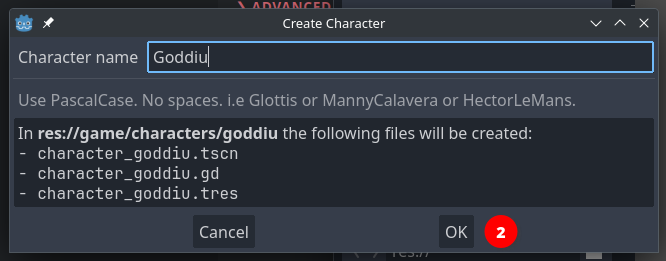 ADVANCED
Create Character
Character name Goddiu
Use PascalCase. No spaces. i.e Glottis or MannyCalavera or HectorLeMans.
In res://game/characters/goddiu the following files will be created:
- character_goddiu.tscn
- character_goddiu.gd
- character_goddiu.tres
Cancel OK 2
res://